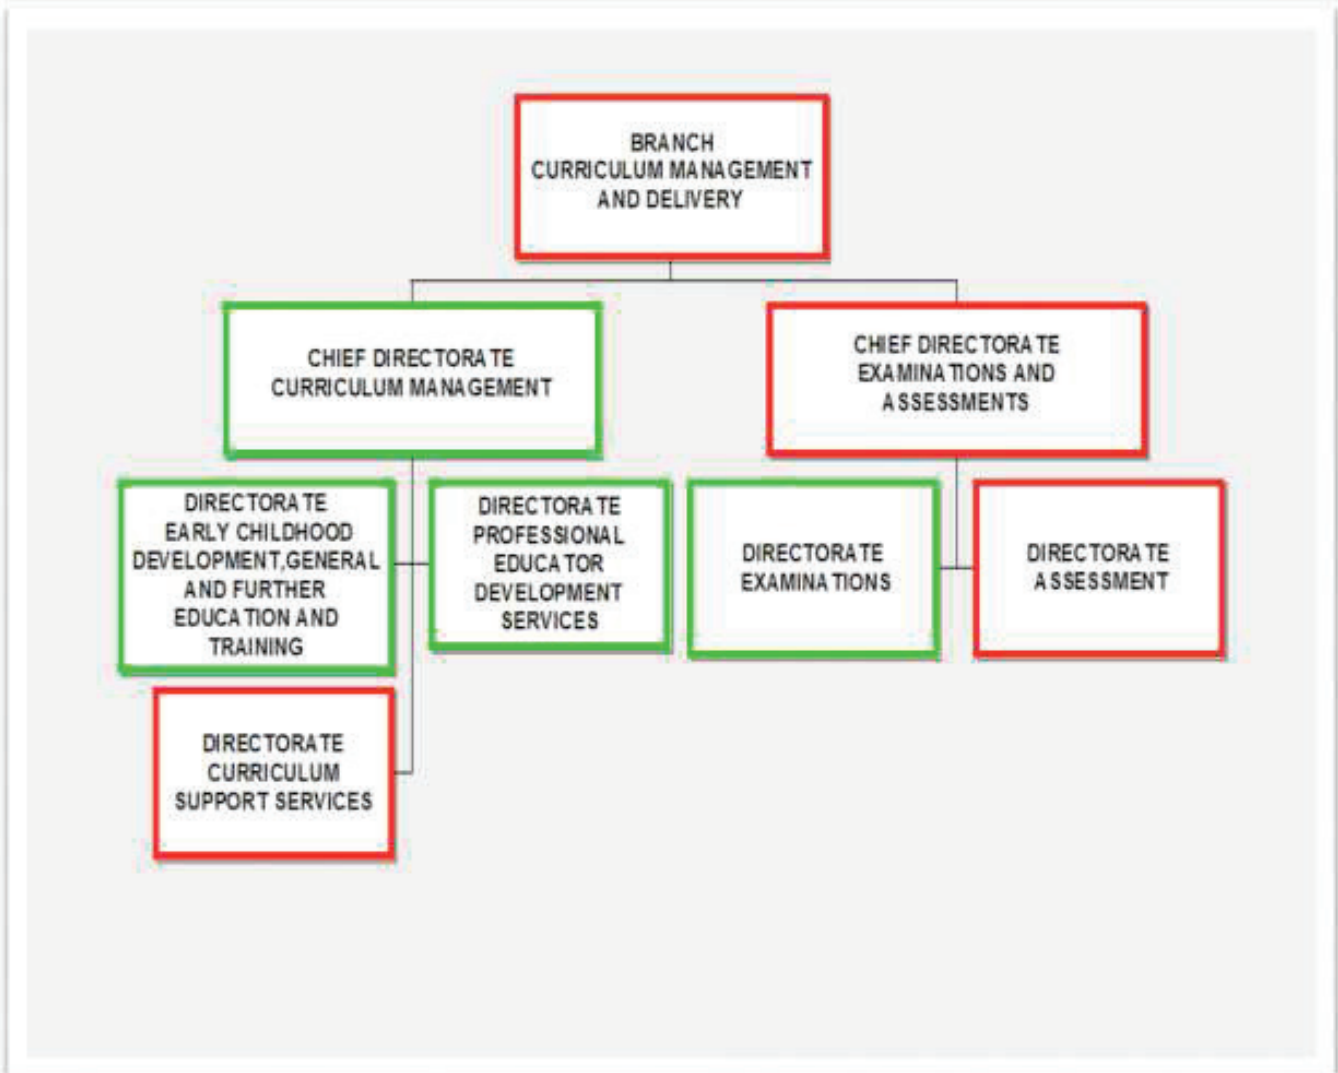 BRANCH
CURRICULUM MANAGEMENT
AND DELIVERY
CHIEF DIRECTORATE
CURRICULUM MANAGEMENT
CHIEF DIRECTORATE
EXAMINATIONS AND
ASSESSMENTS
DIRECTORATE
EARLY CHILDHOOD
DEVELOPMENT,GENERAL
AND FURTHER
EDUCATION AND
TRAINING
DIRECTORATE
PROFESSIONAL
EDUCATOR
DEVELOPMENT
SERVICES
DIRECTORATE
EXAMINATIONS
DIRECTORATE
ASSESSMENT
DIRECTORATE
CURRICULUM
SUPPORT SERVICES